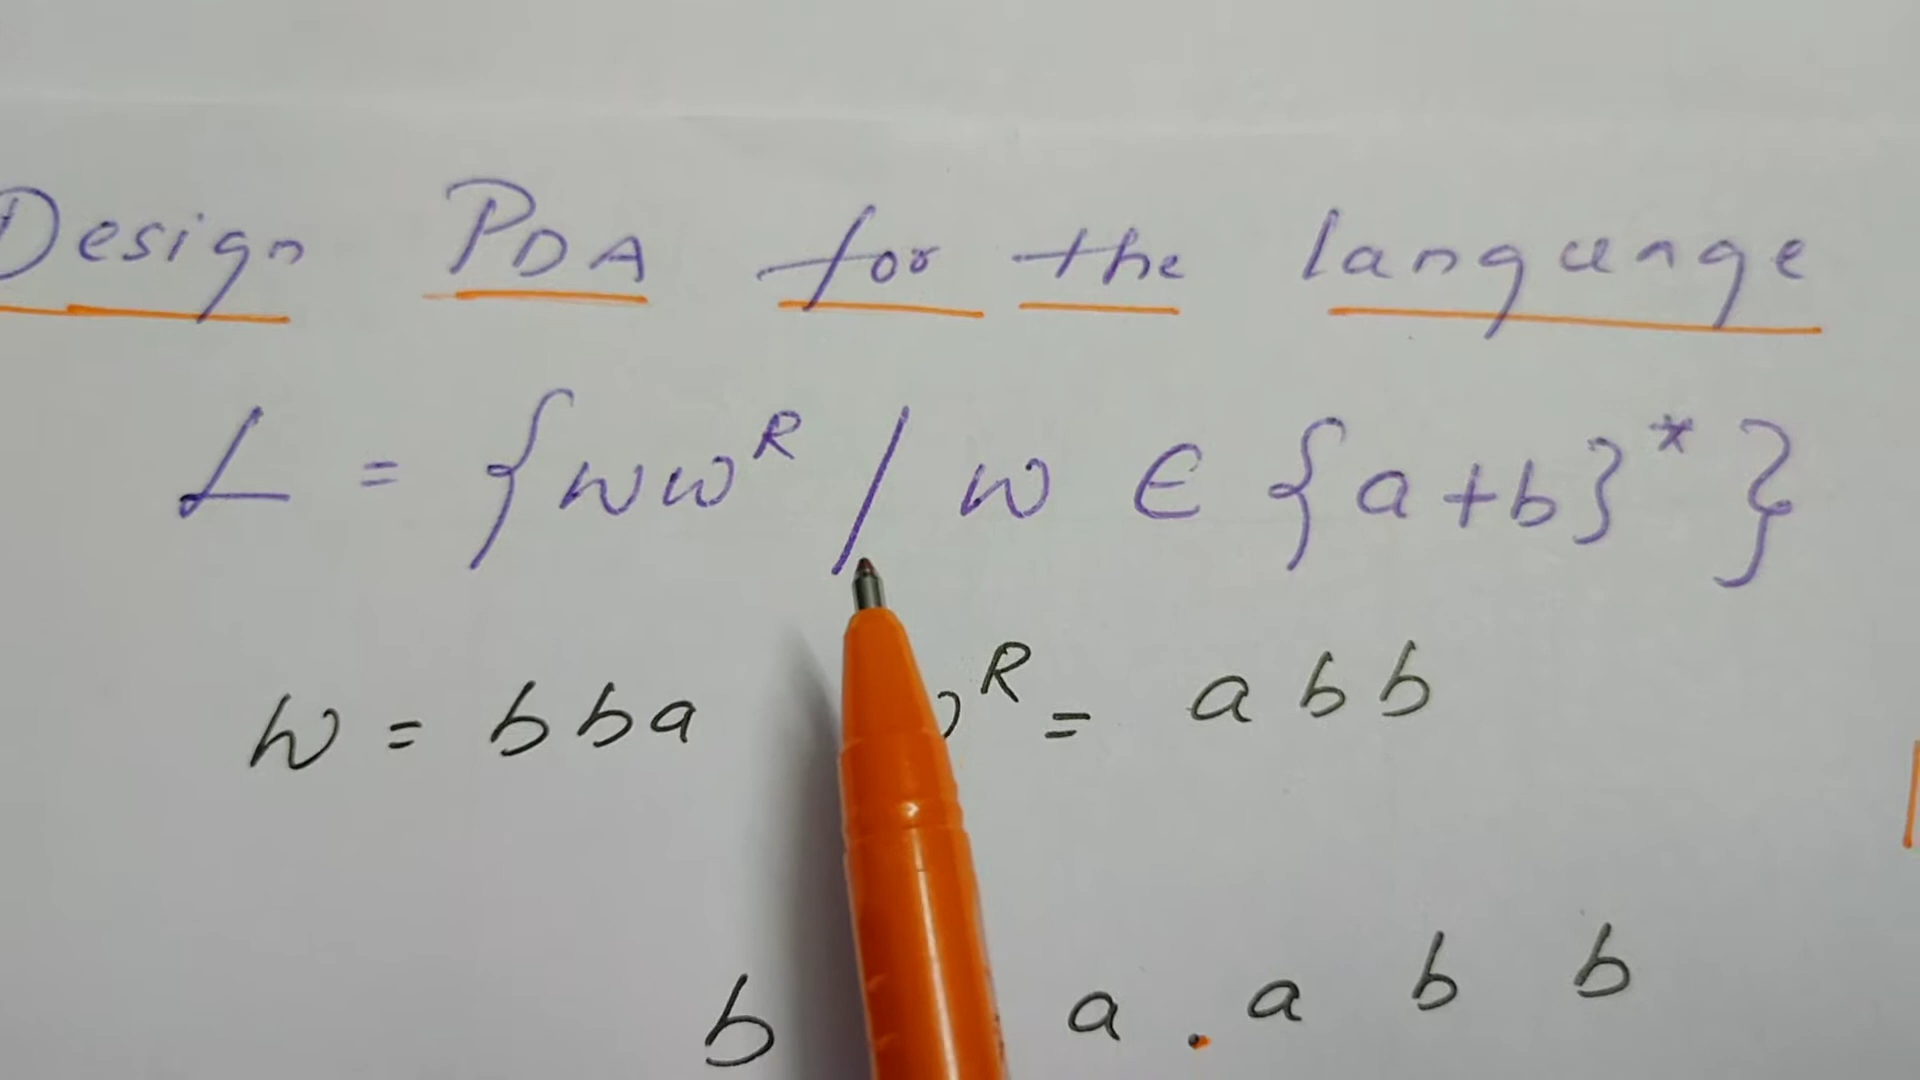 Design PDA for the language
L = {ww^R / w ∈ {a+b}* }
w = bba R = abb
b a . a b b